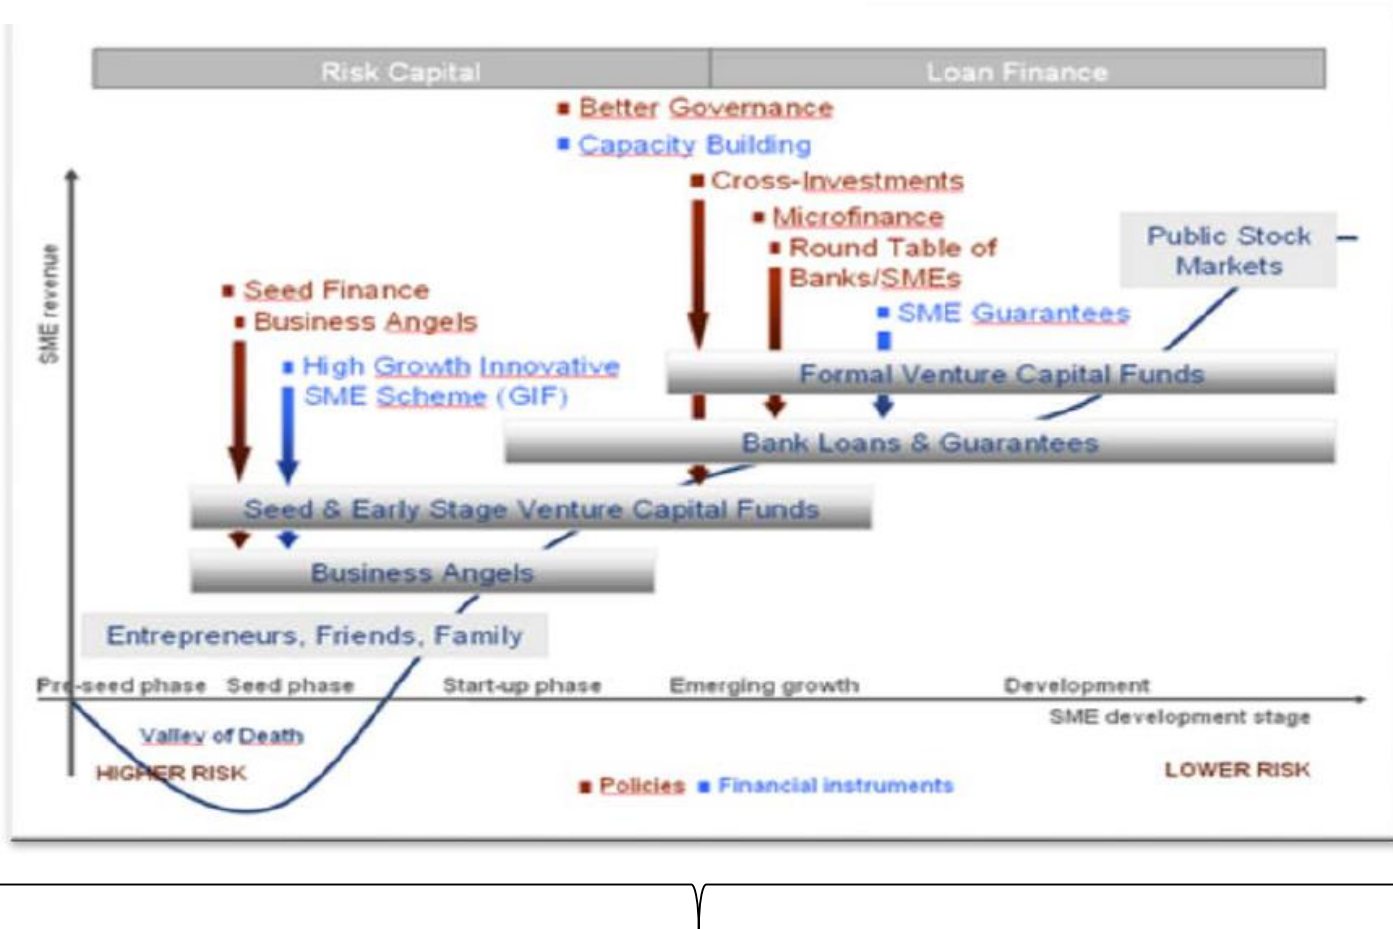 Risk Capital
Loan Finance
Better Governance
Capacity Building
Cross-Investments
Microfinance
Round Table of
Banks/SMEs
Public Stock
Markets
SME revenue
Seed Finance
Business Angels
SME Guarantees
High Growth Innovative
SME Scheme (GIF)
Formal Venture Capital Funds
Bank Loans & Guarantees
Seed & Early Stage Venture Capital Funds
Business Angels
Entrepreneurs, Friends, Family
Pre-seed phase
Seed phase
Start-up phase
Emerging growth
Development
SME development stage
Valley of Death
HIGHER RISK
LOWER RISK
Policies
Financial instruments